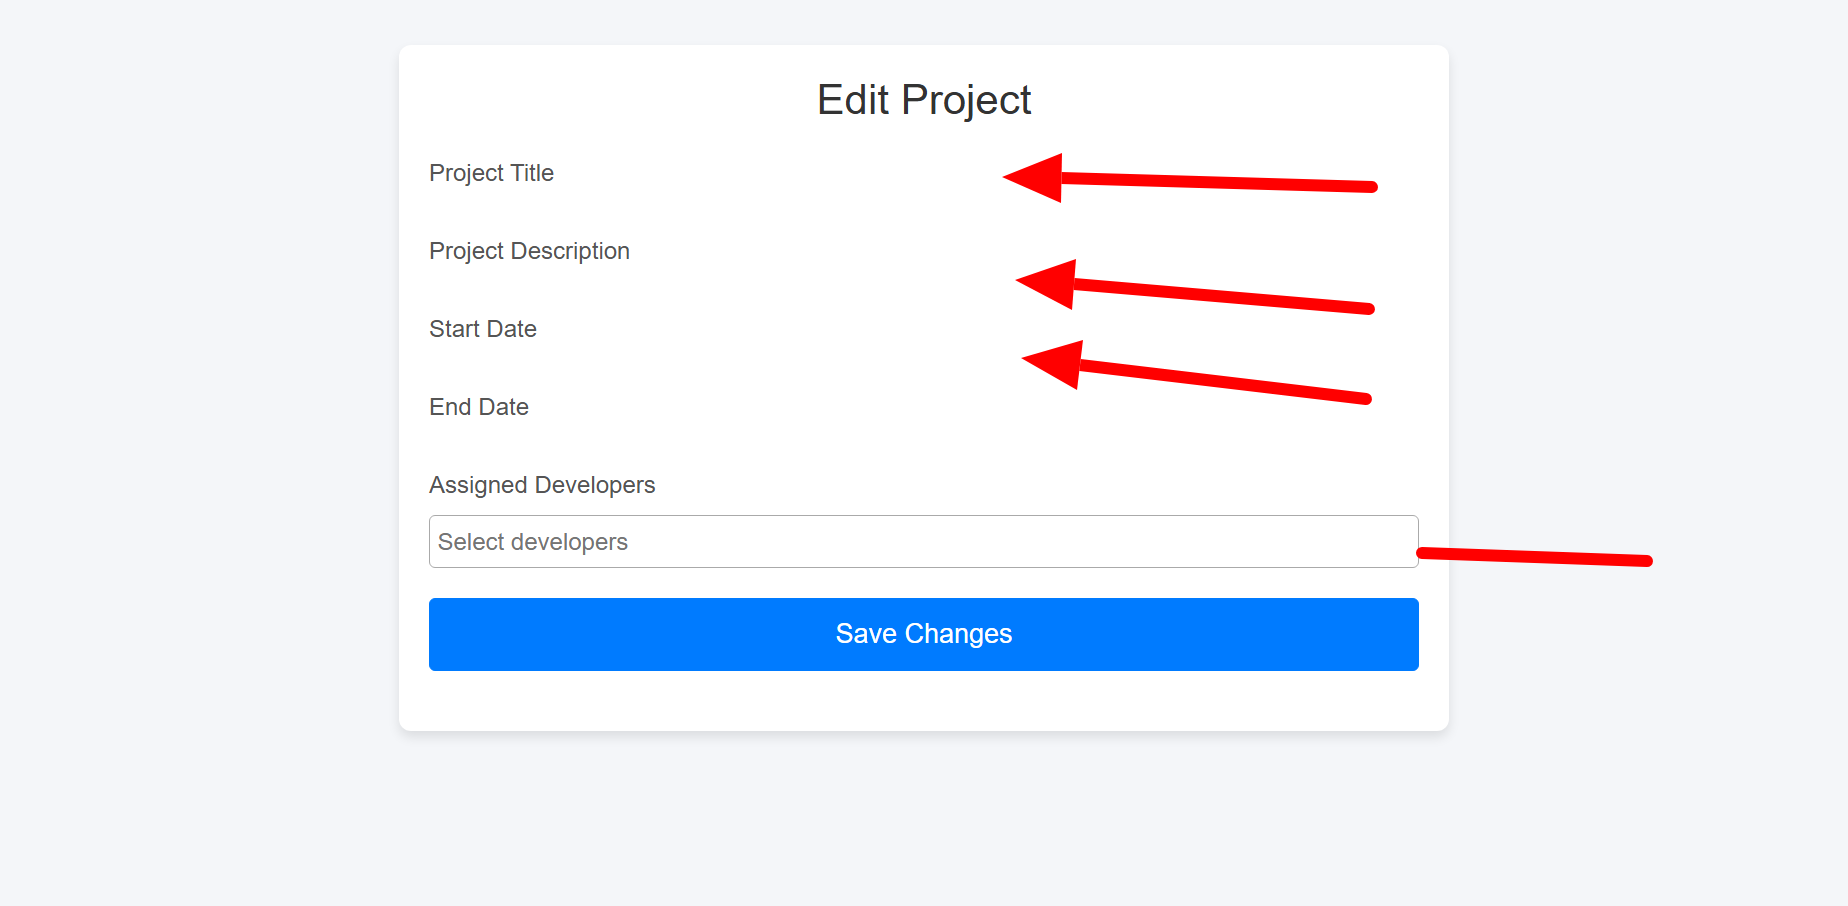 Edit Project
Project Title
Project Description
Start Date
End Date
Assigned Developers
Select developers
Save Changes